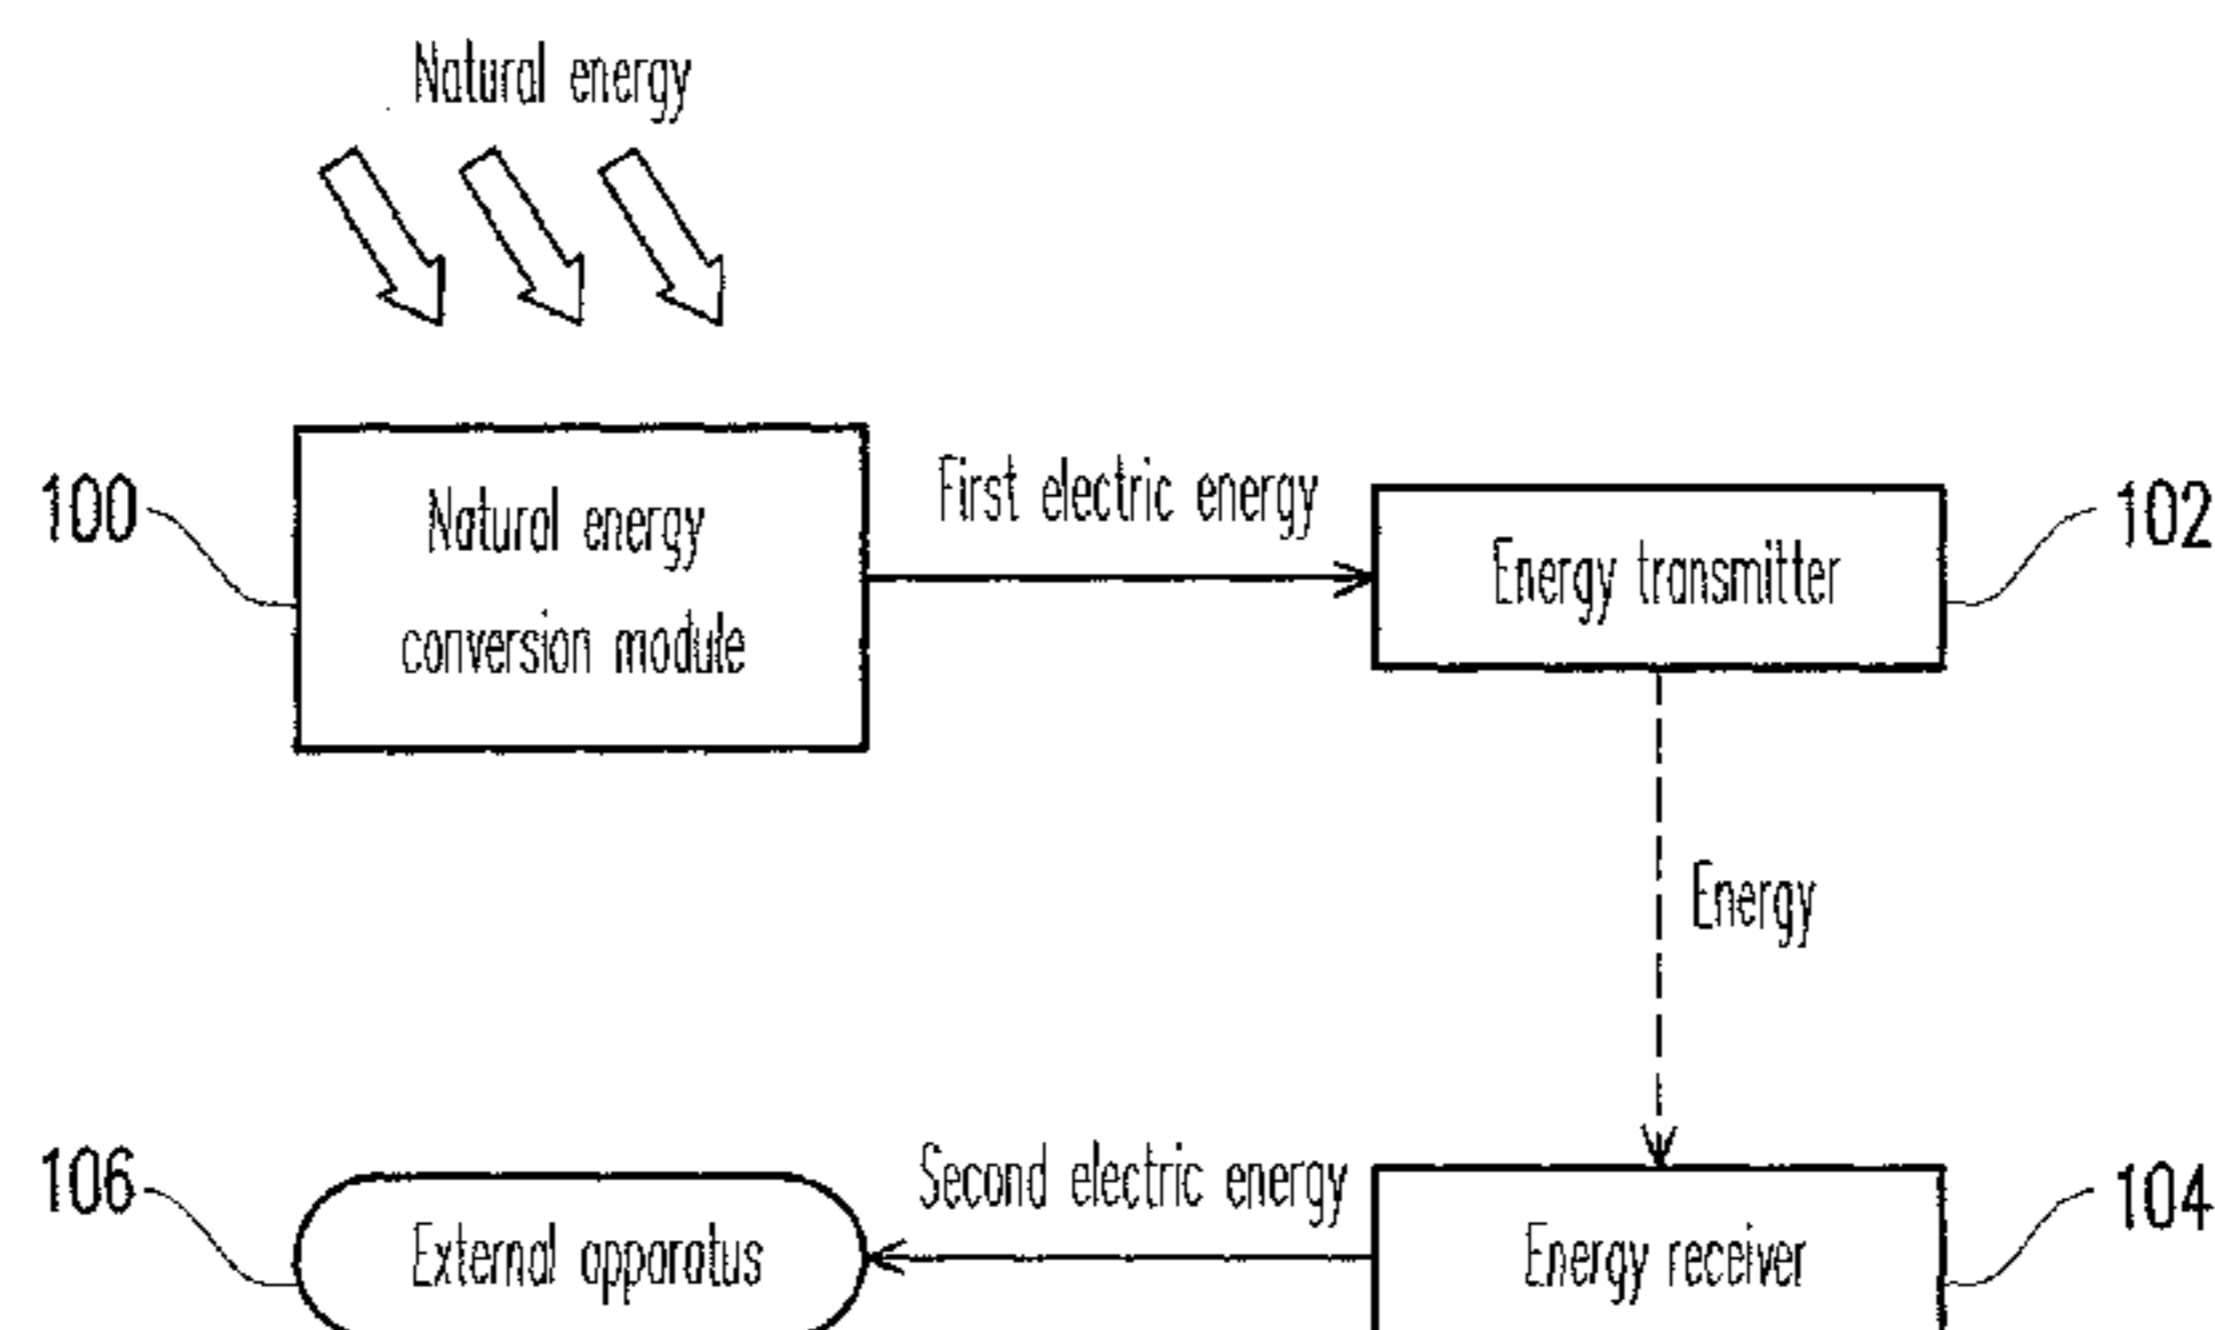 Natural energy
100
Natural energy
conversion module
First electric energy
Energy transmitter
102
Energy
106
External apparatus
Second electric energy
Energy receiver
104